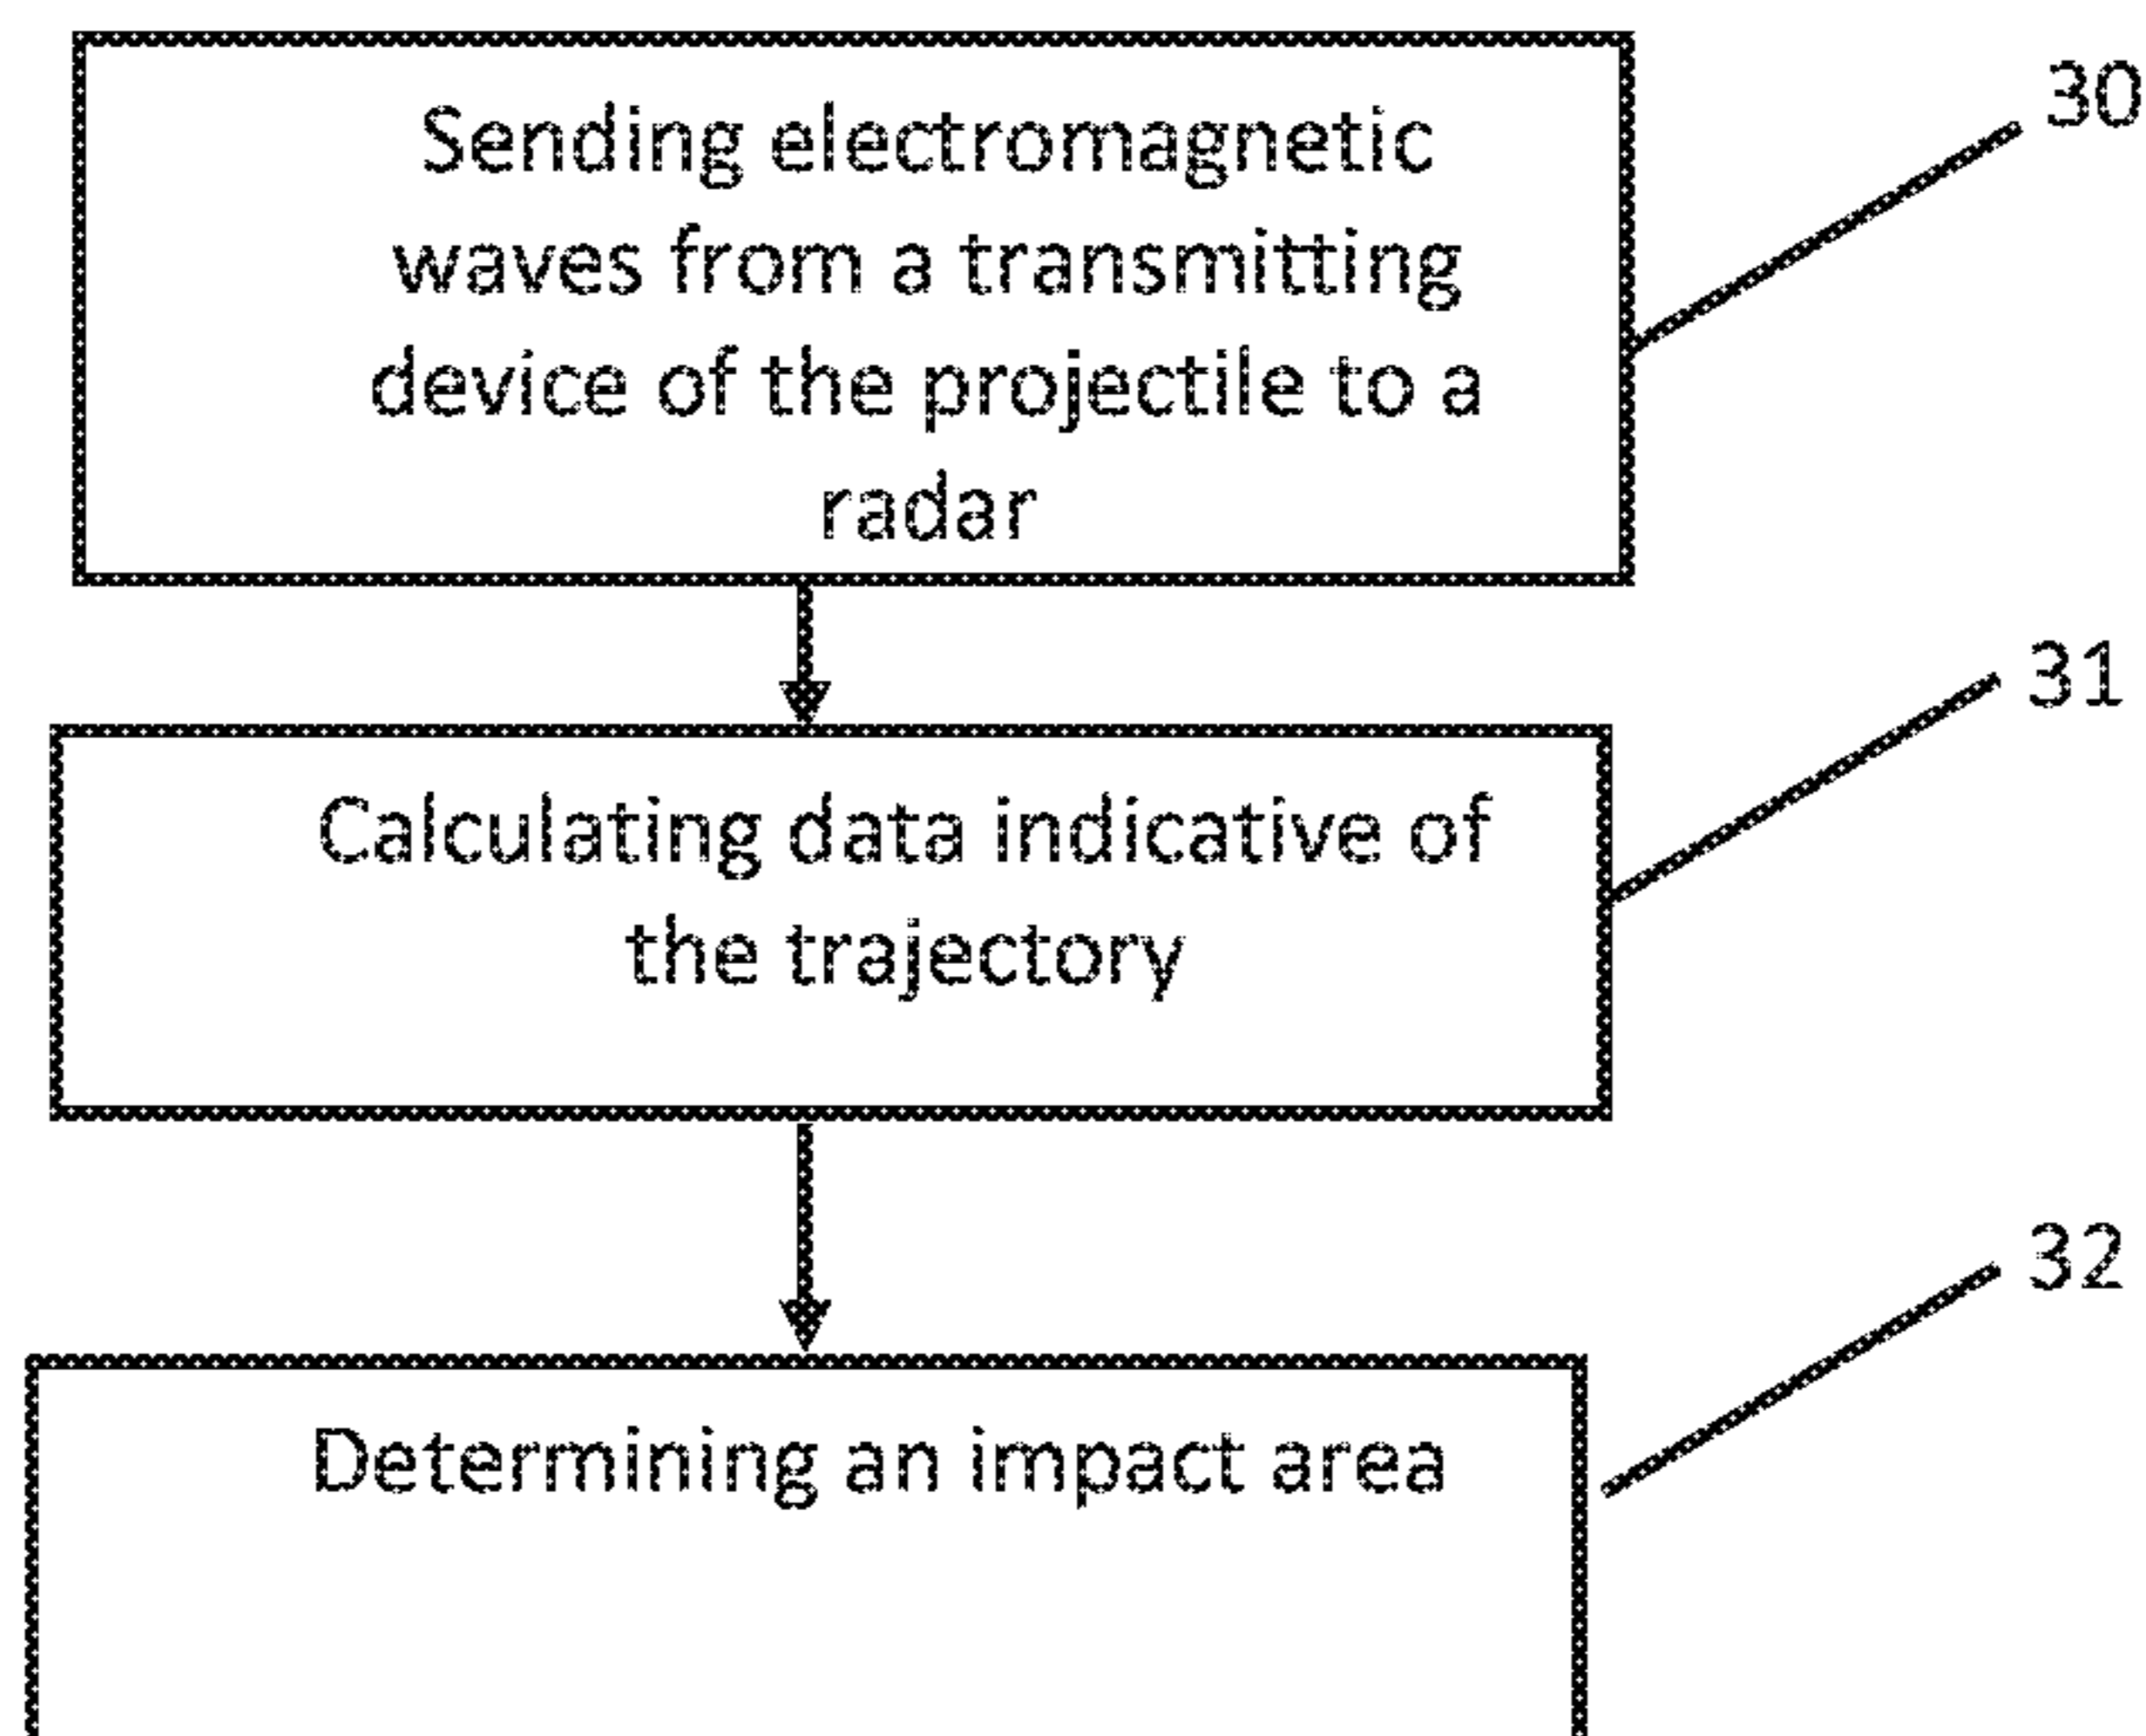 Sending electromagnetic
waves from a transmitting
device of the projectile to a
radar
30
Calculating data indicative of
the trajectory
31
Determining an impact area
32